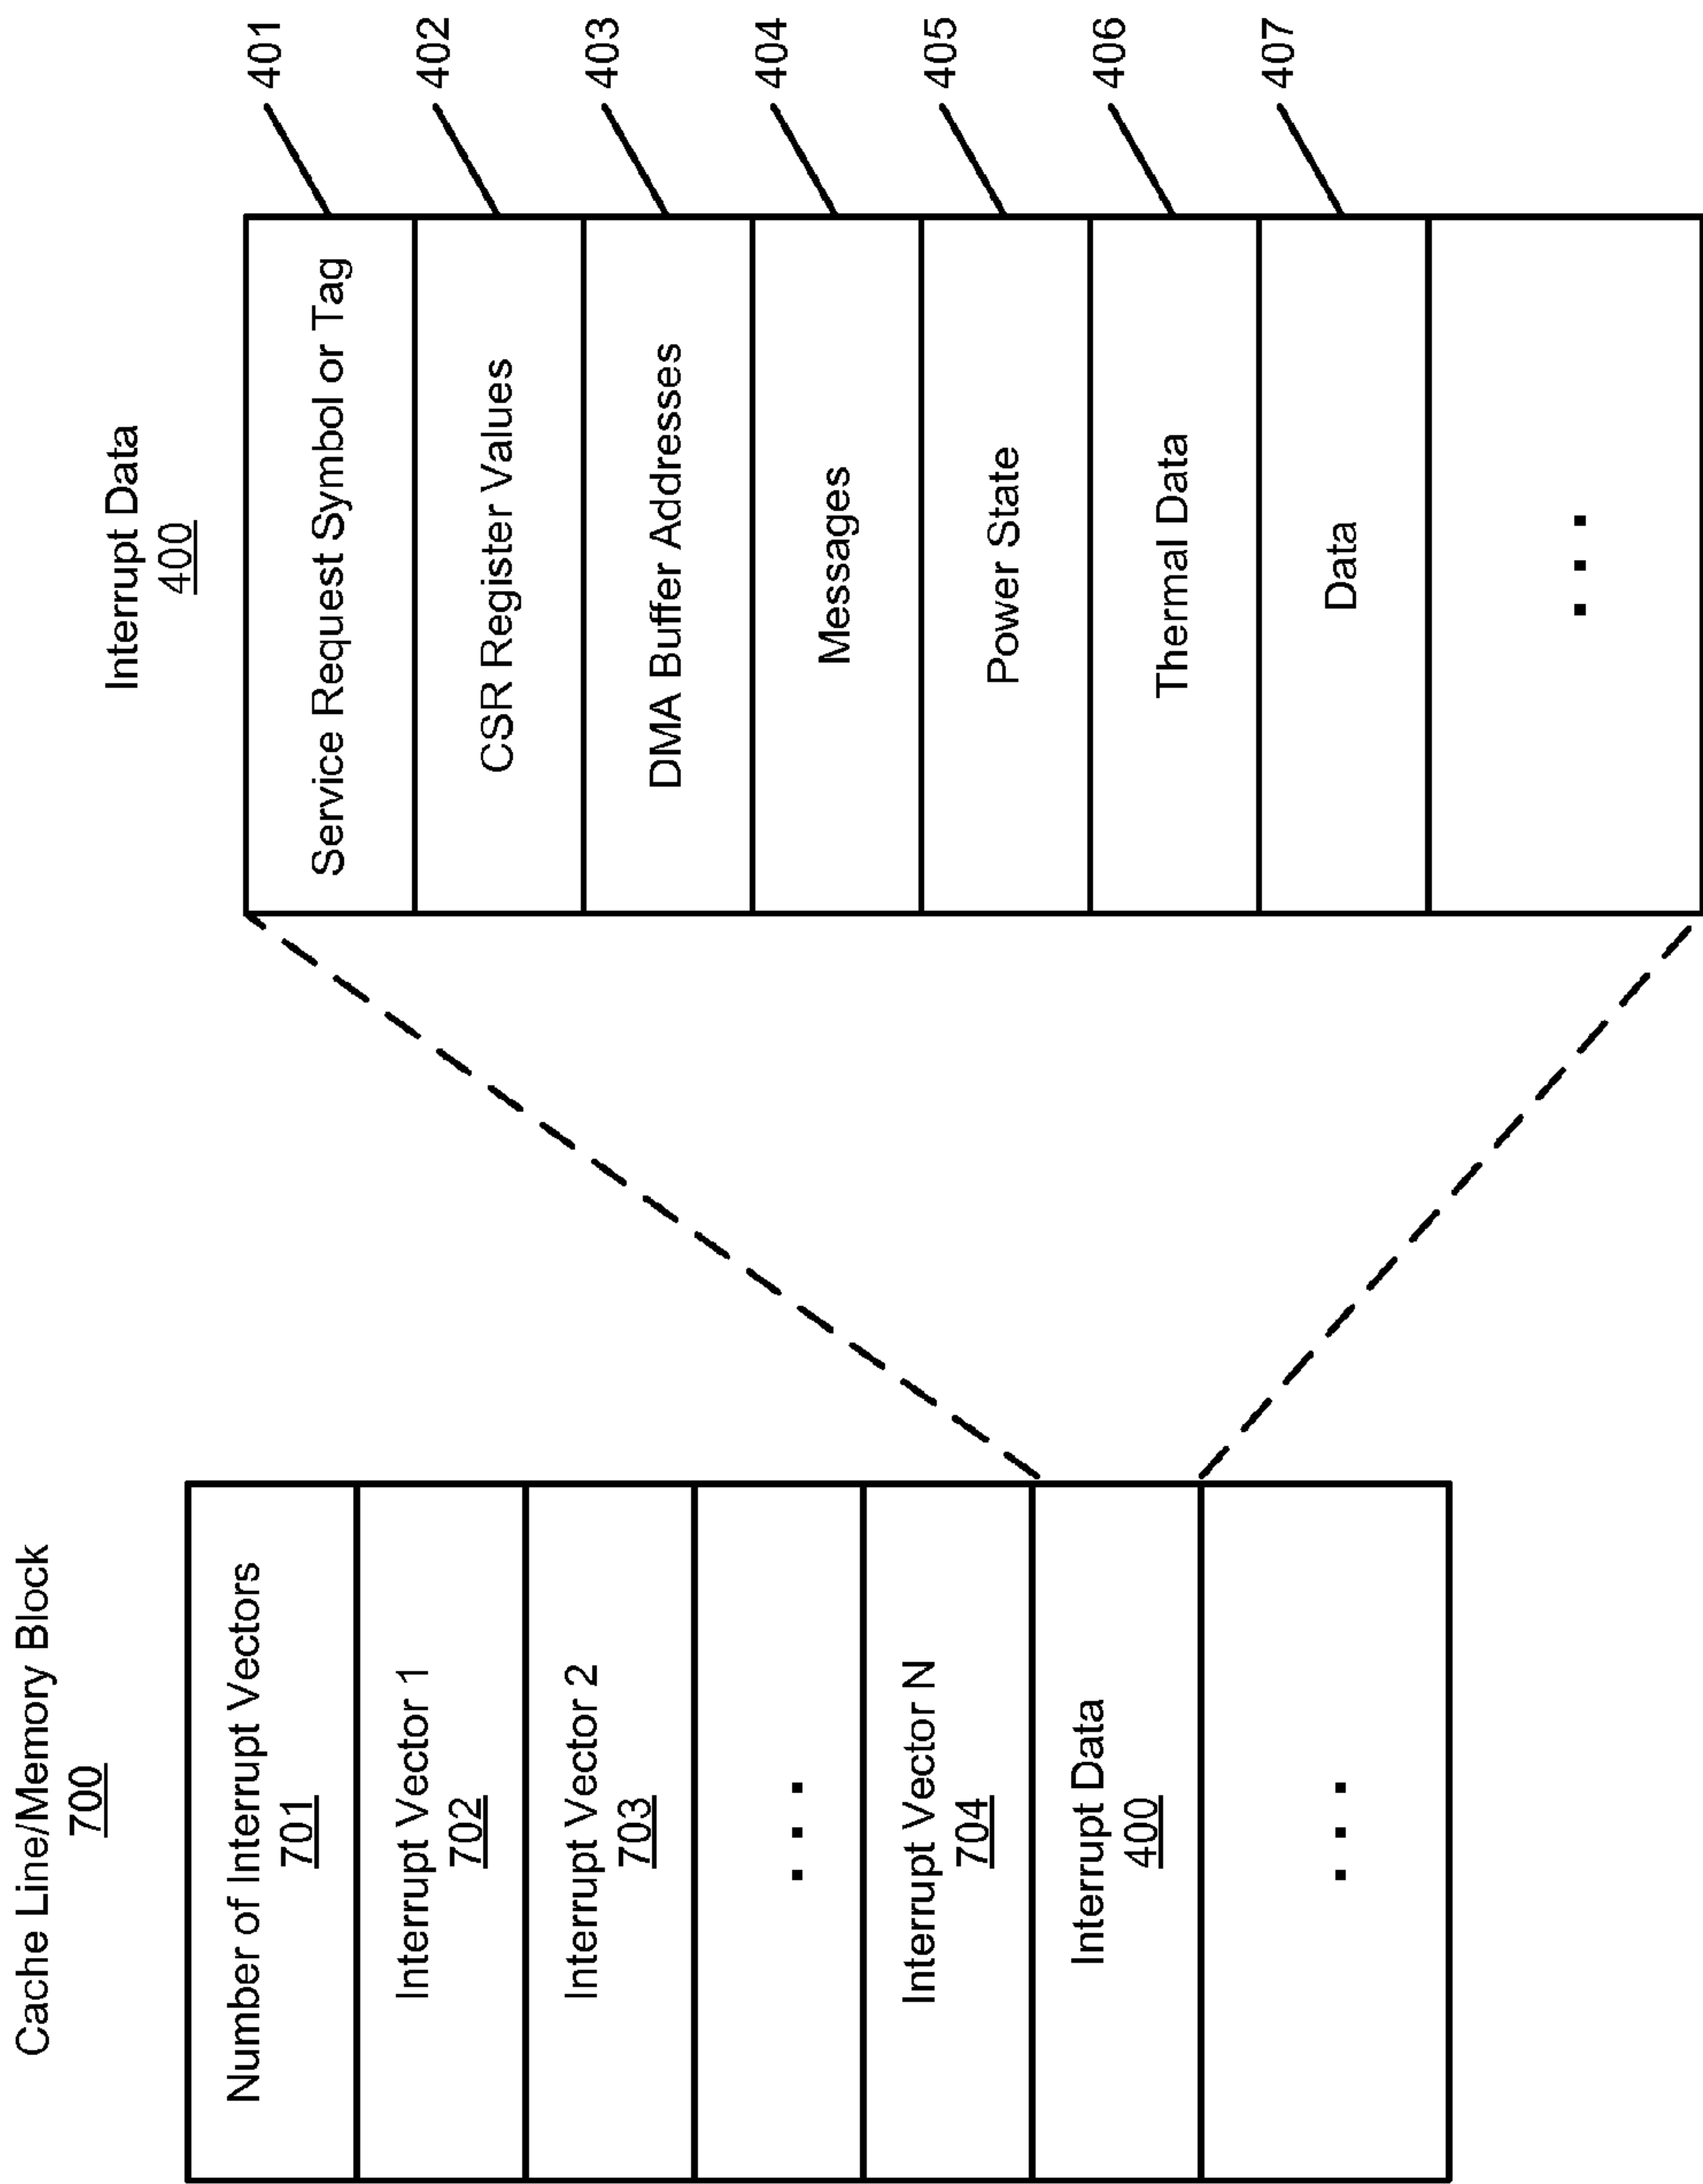 Cache Line/Memory Block
700
Number of Interrupt Vectors
701
Interrupt Vector 1
702
Interrupt Vector 2
703
. . .
Interrupt Vector N
704
Interrupt Data
400
. . .
Interrupt Data
400
Service Request Symbol or Tag
401
CSR Register Values
402
DMA Buffer Addresses
403
Messages
404
Power State
405
Thermal Data
406
Data
407
. . .